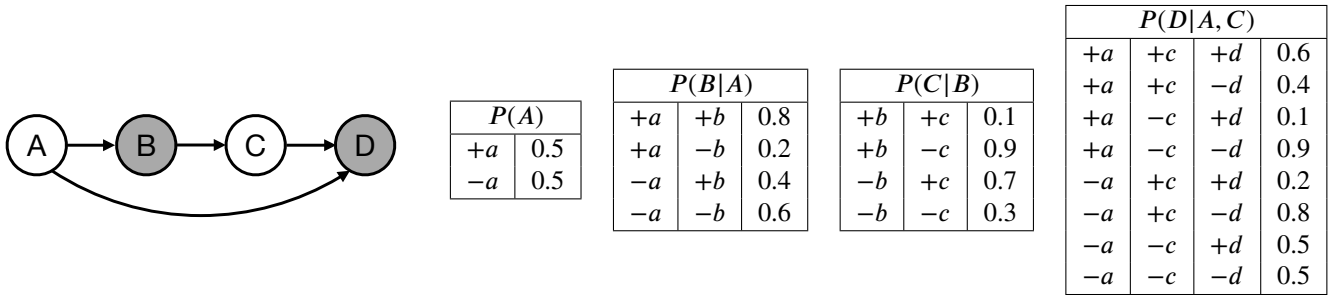 A B C D
P(A)
+a 0.5
−a 0.5
P(B|A)
+a +b 0.8
+a −b 0.2
−a +b 0.4
−a −b 0.6
P(C|B)
+b +c 0.1
+b −c 0.9
−b +c 0.7
−b −c 0.3
P(D|A, C)
+a +c +d 0.6
+a +c −d 0.4
+a −c +d 0.1
+a −c −d 0.9
−a +c +d 0.2
−a +c −d 0.8
−a −c +d 0.5
−a −c −d 0.5